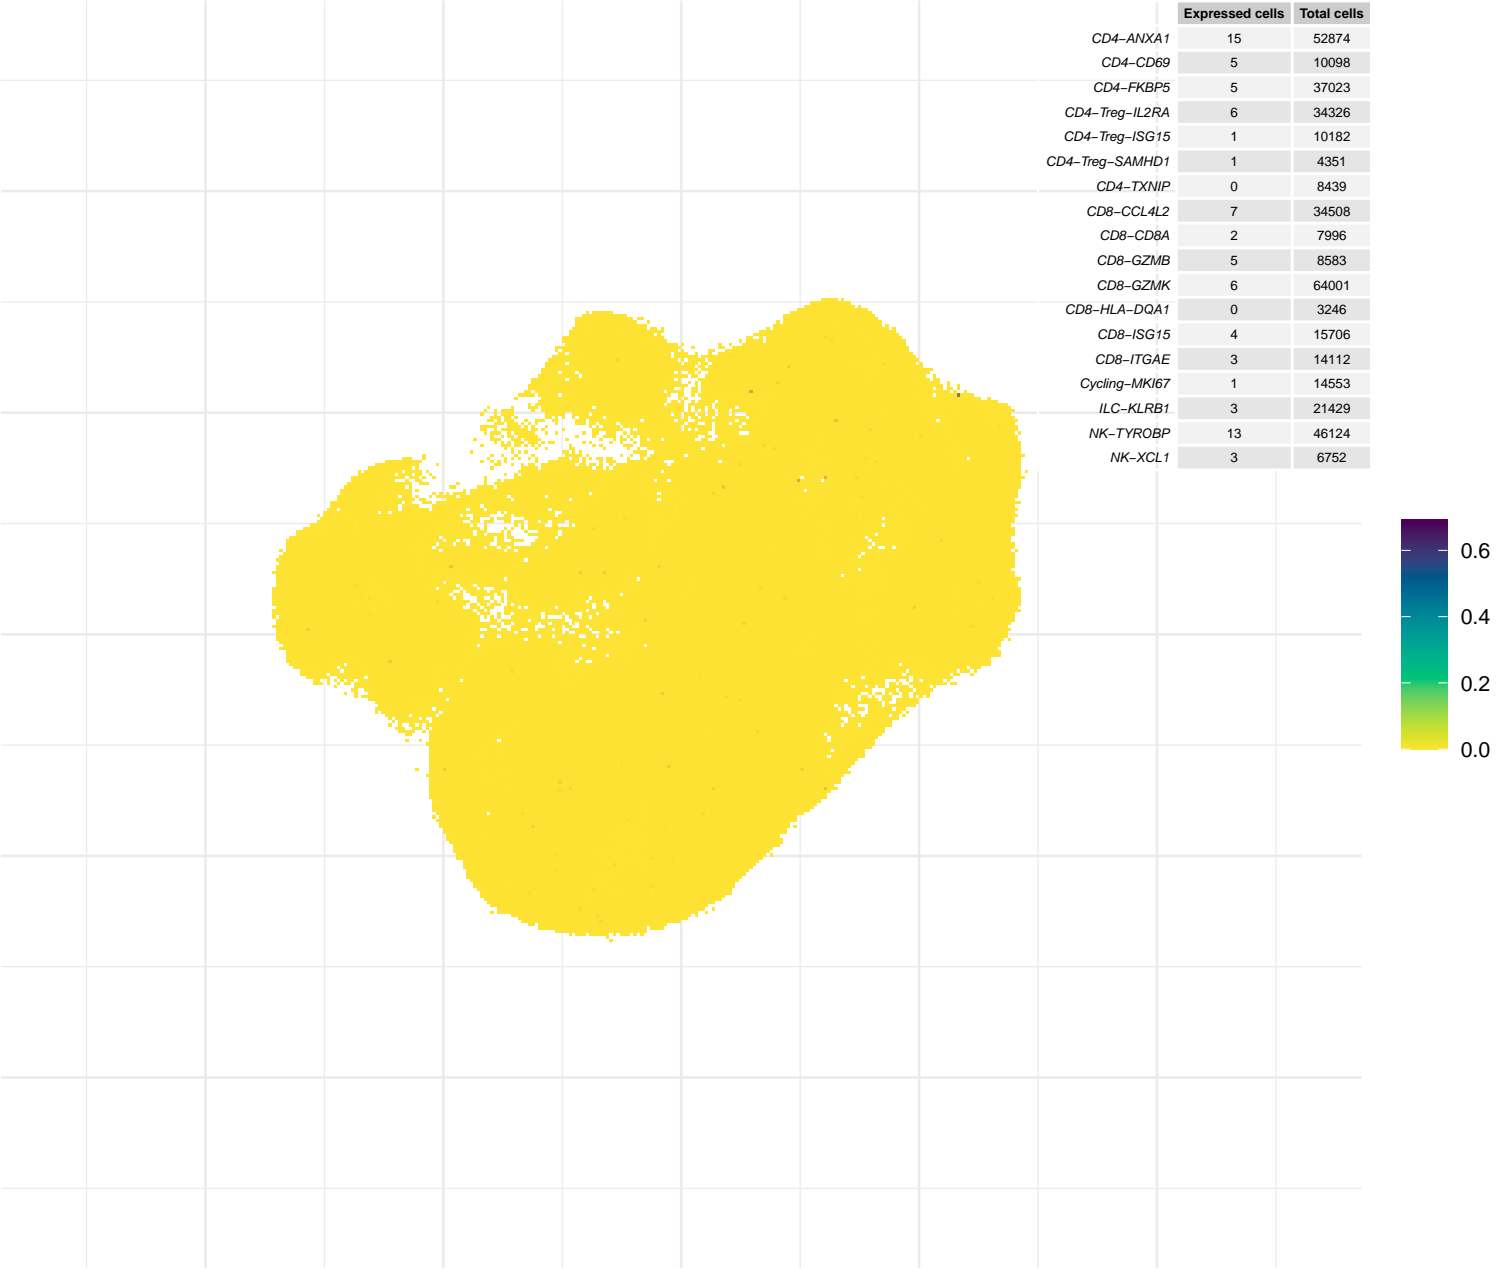 Expressed cells Total cells
CD4−ANXA1 15 52874
CD4−CD69 5 10098
CD4−FKBP5 5 37023
CD4−Treg−IL2RA 6 34326
CD4−Treg−ISG15 1 10182
CD4−Treg−SAMHD1 1 4351
CD4−TXNIP 0 8439
CD8−CCL4L2 7 34508
CD8−CD8A 2 7996
CD8−GZMB 5 8583
CD8−GZMK 6 64001
CD8−HLA−DQA1 0 3246
CD8−ISG15 4 15706
CD8−ITGAE 3 14112
Cycling−MKI67 1 14553
ILC−KLRB1 3 21429
NK−TYROBP 13 46124
NK−XCL1 3 6752
0.6
0.4
0.2
0.0